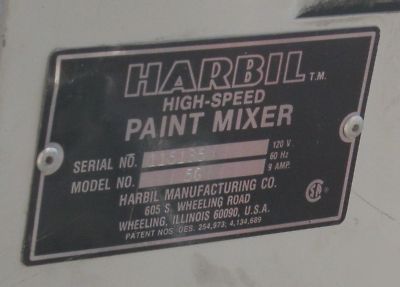 HARBIL T.M.
HIGH-SPEED
PAINT MIXER
SERIAL NO. 120 V
60 Hz
MODEL NO. 5G 9 AMP.
HARBIL MANUFACTURING CO.
605 S. WHEELING ROAD
WHEELING, ILLINOIS 60090, U.S.A.
PATENT NOS. DES. 254,973; 4,134,689